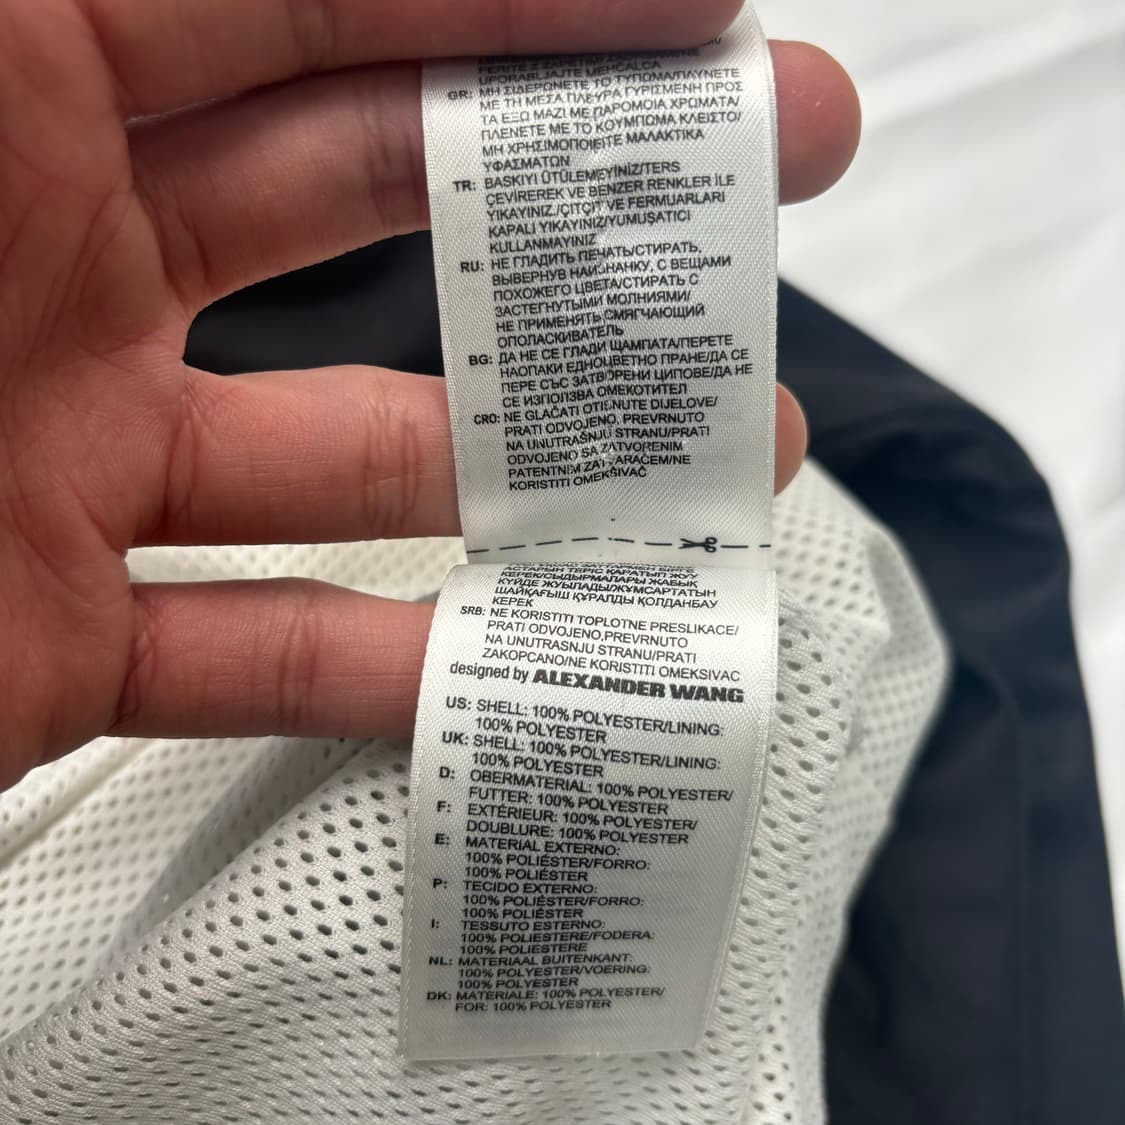 UPORABLJAJTE MEHČALCA
GR: ΜΗ ΣΙΔΕΡΩΝΕΤΕ ΤΟ ΤΥΠΩΜΑ/ΠΛΥΝΕΤΕ
ΜΕ ΤΗ ΜΕΣΑ ΠΛΕΥΡΑ ΓΥΡΙΣΜΕΝΗ ΠΡΟΣ
ΤΑ ΕΞΩ ΜΑΖΙ ΜΕ ΠΑΡΟΜΟΙΑ ΧΡΩΜΑΤΑ/
ΠΛΕΝΕΤΕ ΜΕ ΤΟ ΚΟΥΜΠΩΜΑ ΚΛΕΙΣΤΟ/
ΜΗ ΧΡΗΣΙΜΟΠΟΙΕΙΤΕ ΜΑΛΑΚΤΙΚΑ
ΥΦΑΣΜΑΤΩΝ
TR: BASKIYI ÜTÜLEMEYİNİZ/TERS
ÇEVİREREK VE BENZER RENKLER İLE
YIKAYINIZ./ÇITÇIT VE FERMUARLARI
KAPALI YIKAYINIZ/YUMUŞATICI
KULLANMAYINIZ
RU: НЕ ГЛАДИТЬ ПЕЧАТЬ/СТИРАТЬ,
ВЫВЕРНУВ НАИЗНАНКУ, С ВЕЩАМИ
ПОХОЖЕГО ЦВЕТА/СТИРАТЬ С
ЗАСТЕГНУТЫМИ МОЛНИЯМИ/
НЕ ПРИМЕНЯТЬ СМЯГЧАЮЩИЙ
ОПОЛАСКИВАТЕЛЬ
BG: ДА НЕ СЕ ГЛАДИ ЩАМПАТА/ПЕРЕТЕ
НАОПАКИ ЕДНОЦВЕТНО ПРАНЕ/ДА СЕ
ПЕРЕ СЪС ЗАТВОРЕНИ ЦИПОВЕ/ДА НЕ
СЕ ИЗПОЛЗВА ОМЕКОТИТЕЛ
CRO: NE GLAČATI OTISNUTE DIJELOVE/
PRATI ODVOJENO, PREVRNUTO
NA UNUTRAŠNJU STRANU/PRATI
ODVOJENO SA ZATVORENIM
PATENTNIM ZATVARAČEM/NE
KORISTITI OMEKŠIVAČ
АСТАРЫН ТЕРІС ҚАРАТЫП ЖУУ
КЕРЕК/СЫДЫРМАЛАРЫ ЖАБЫҚ
КҮЙДЕ ЖУЫЛАДЫ/ЖҰМСАРТАТЫН
ШАЙҚАҒЫШ ҚҰРАЛДЫ ҚОЛДАНБАУ
КЕРЕК
SRB: NE KORISTITI TOPLOTNE PRESLIKACE/
PRATI ODVOJENO,PREVRNUTO
NA UNUTRASNJU STRANU/PRATI
ZAKOPCANO/NE KORISTITI OMEKSIVAC
designed by ALEXANDER WANG
US: SHELL: 100% POLYESTER/LINING:
100% POLYESTER
UK: SHELL: 100% POLYESTER/LINING:
100% POLYESTER
D: OBERMATERIAL: 100% POLYESTER/
FUTTER: 100% POLYESTER
F: EXTÉRIEUR: 100% POLYESTER/
DOUBLURE: 100% POLYESTER
E: MATERIAL EXTERNO:
100% POLIÉSTER/FORRO:
100% POLIÉSTER
P: TECIDO EXTERNO:
100% POLIÉSTER/FORRO:
100% POLIÉSTER
I: TESSUTO ESTERNO:
100% POLIESTERE/FODERA:
100% POLIESTERE
NL: MATERIAAL BUITENKANT:
100% POLYESTER/VOERING:
100% POLYESTER
DK: MATERIALE: 100% POLYESTER/
FOR: 100% POLYESTER